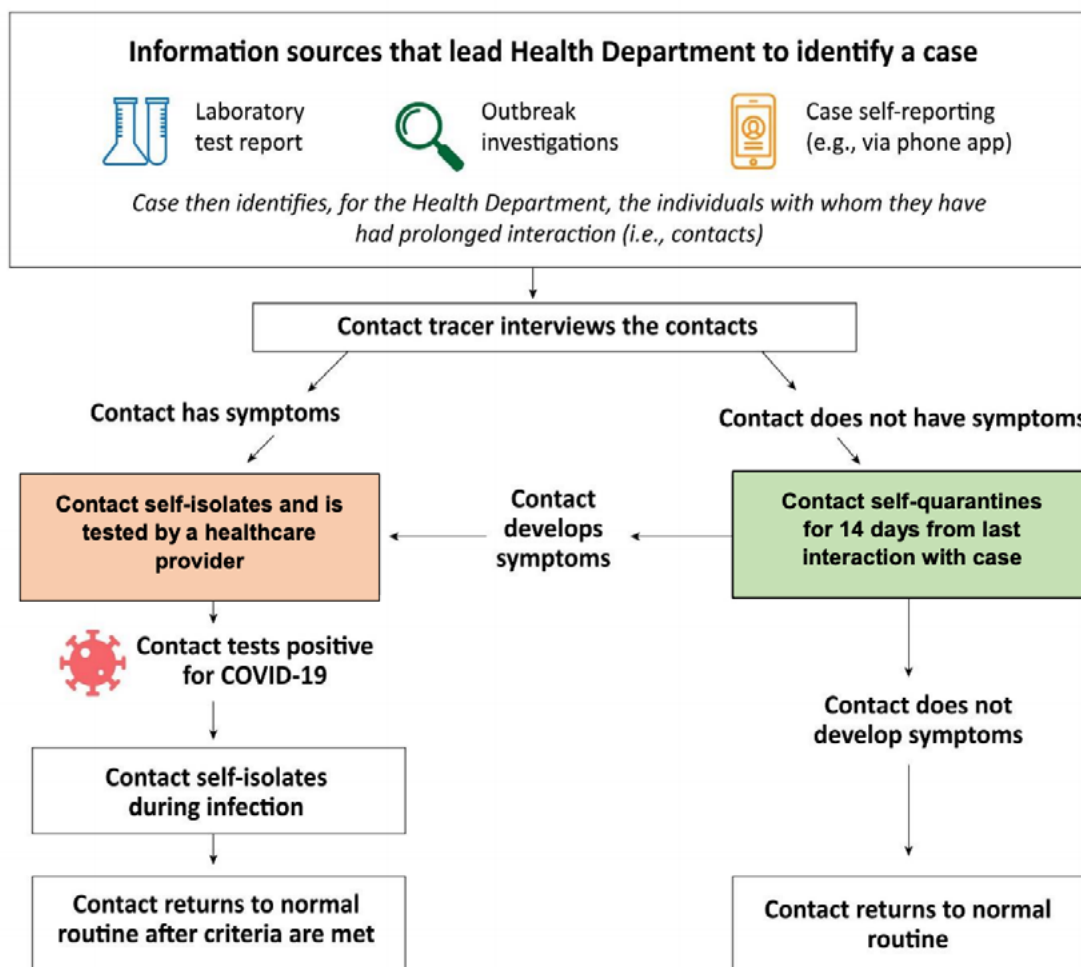 Information sources that lead Health Department to identify a case
Laboratory
test report
Outbreak
investigations
Case self-reporting
(e.g., via phone app)
Case then identifies, for the Health Department, the individuals with whom they have
had prolonged interaction (i.e., contacts)
Contact tracer interviews the contacts
Contact has symptoms
Contact does not have symptoms
Contact self-isolates and is
tested by a healthcare
provider
Contact
develops
symptoms
Contact self-quarantines
for 14 days from last
interaction with case
Contact tests positive
for COVID-19
Contact does not
develop symptoms
Contact self-isolates
during infection
Contact returns to normal
routine after criteria are met
Contact returns to normal
routine